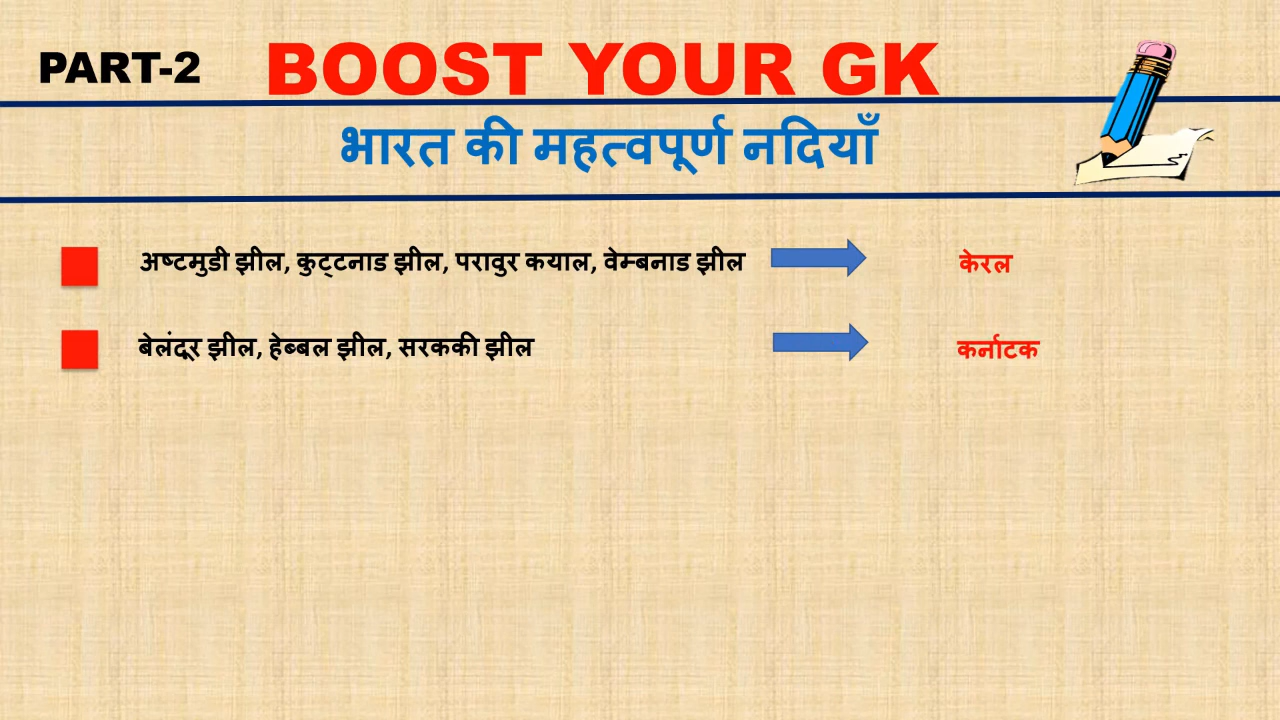 PART-2 BOOST YOUR GK
भारत की महत्वपूर्ण नदियाँ
अष्टमुडी झील, कुट्टनाड झील, परावुर कयाल, वेम्बनाड झील केरल
बेलंदूर झील, हेब्बल झील, सरककी झील कर्नाटक